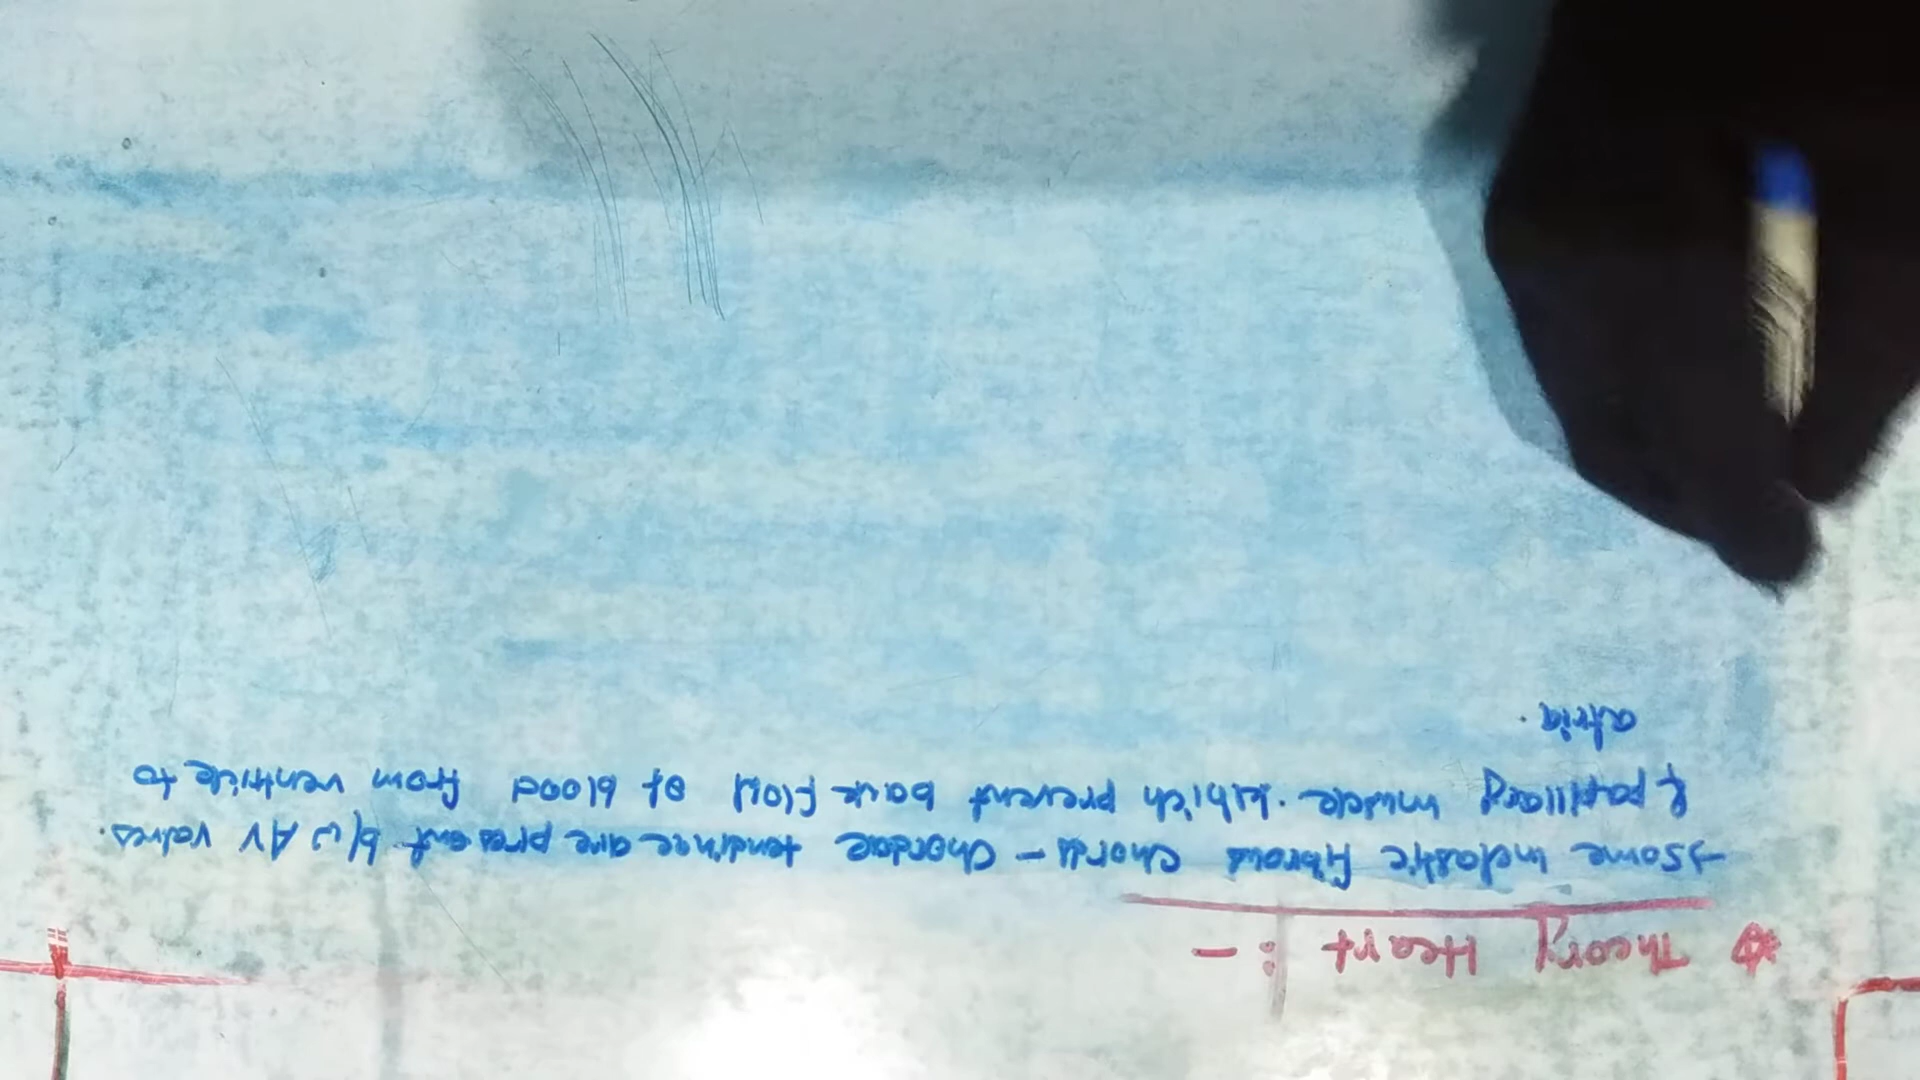 Theory Heart :-
→ Some inelastic fibrous chords - Chordae tendinae are present b/w AV valves.
& papillary muscle. which prevent back flow of blood from ventricle to
atria.